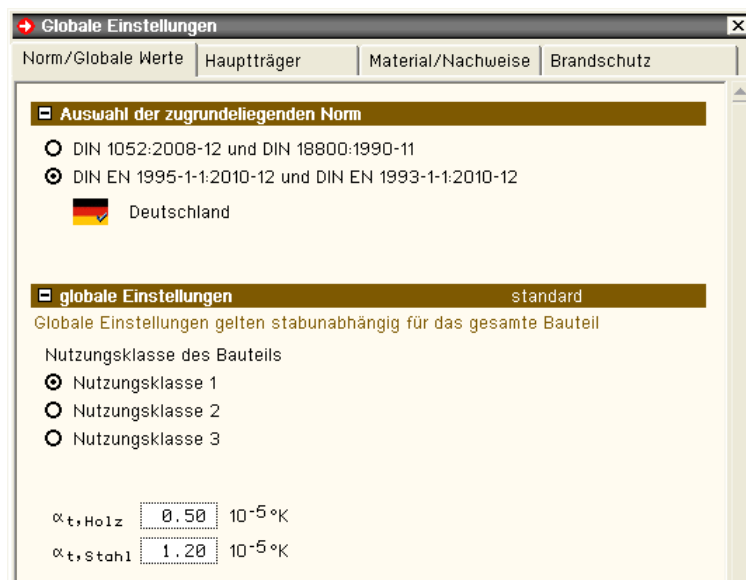 Globale Einstellungen
Norm/Globale Werte Hauptträger Material/Nachweise Brandschutz
Auswahl der zugrundeliegenden Norm
DIN 1052:2008-12 und DIN 18800:1990-11
DIN EN 1995-1-1:2010-12 und DIN EN 1993-1-1:2010-12
Deutschland
globale Einstellungen standard
Globale Einstellungen gelten stabunabhängig für das gesamte Bauteil
Nutzungsklasse des Bauteils
Nutzungsklasse 1
Nutzungsklasse 2
Nutzungsklasse 3
αt,Holz 0.50 10⁻⁵ °K
αt,Stahl 1.20 10⁻⁵ °K